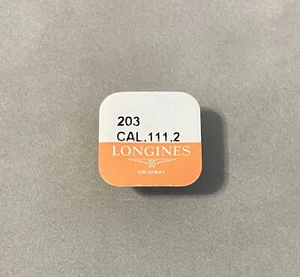 203
CAL.111.2
LONGINES
ORIGINAL